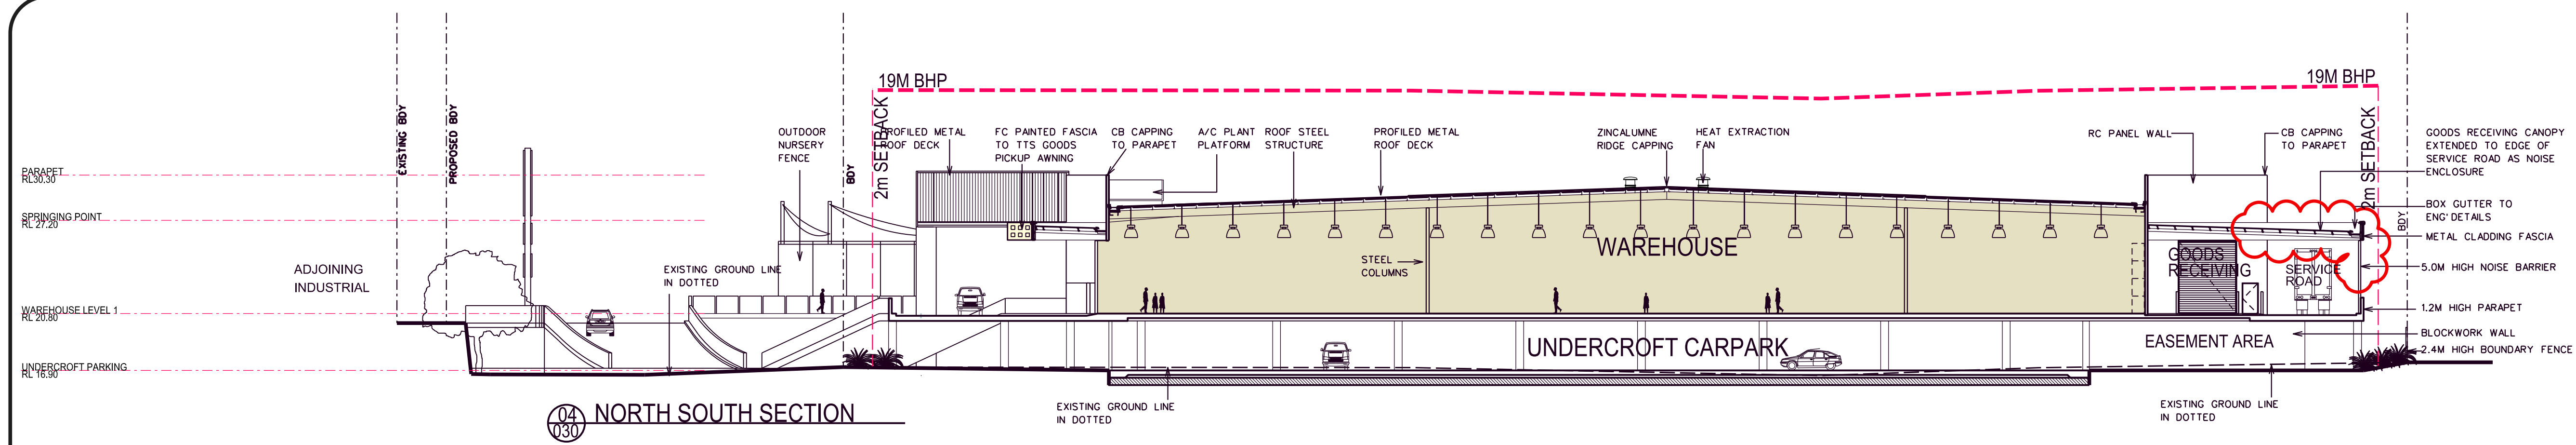 19M BHP
19M BHP
EXISTING BDY
PROPOSED BDY
BDY
2m SETBACK
2m SETBACK
BDY
OUTDOOR
NURSERY
FENCE
PROFILED METAL
ROOF DECK
FC PAINTED FASCIA
TO TTS GOODS
PICKUP AWNING
CB CAPPING
TO PARAPET
A/C PLANT
PLATFORM
ROOF STEEL
STRUCTURE
PROFILED METAL
ROOF DECK
ZINCALUMNE
RIDGE CAPPING
HEAT EXTRACTION
FAN
RC PANEL WALL
CB CAPPING
TO PARAPET
GOODS RECEIVING CANOPY
EXTENDED TO EDGE OF
SERVICE ROAD AS NOISE
ENCLOSURE
BOX GUTTER TO
ENG' DETAILS
METAL CLADDING FASCIA
5.0M HIGH NOISE BARRIER
1.2M HIGH PARAPET
BLOCKWORK WALL
2.4M HIGH BOUNDARY FENCE
PARAPET
RL30.30
SPRINGING POINT
RL 27.20
WAREHOUSE LEVEL 1
RL 20.80
UNDERCROFT PARKING
RL 16.90
ADJOINING
INDUSTRIAL
EXISTING GROUND LINE
IN DOTTED
STEEL
COLUMNS
WAREHOUSE
GOODS
RECEIVING
SERVICE
ROAD
UNDERCROFT CARPARK
EASEMENT AREA
EXISTING GROUND LINE
IN DOTTED
EXISTING GROUND LINE
IN DOTTED
04
030
NORTH SOUTH SECTION